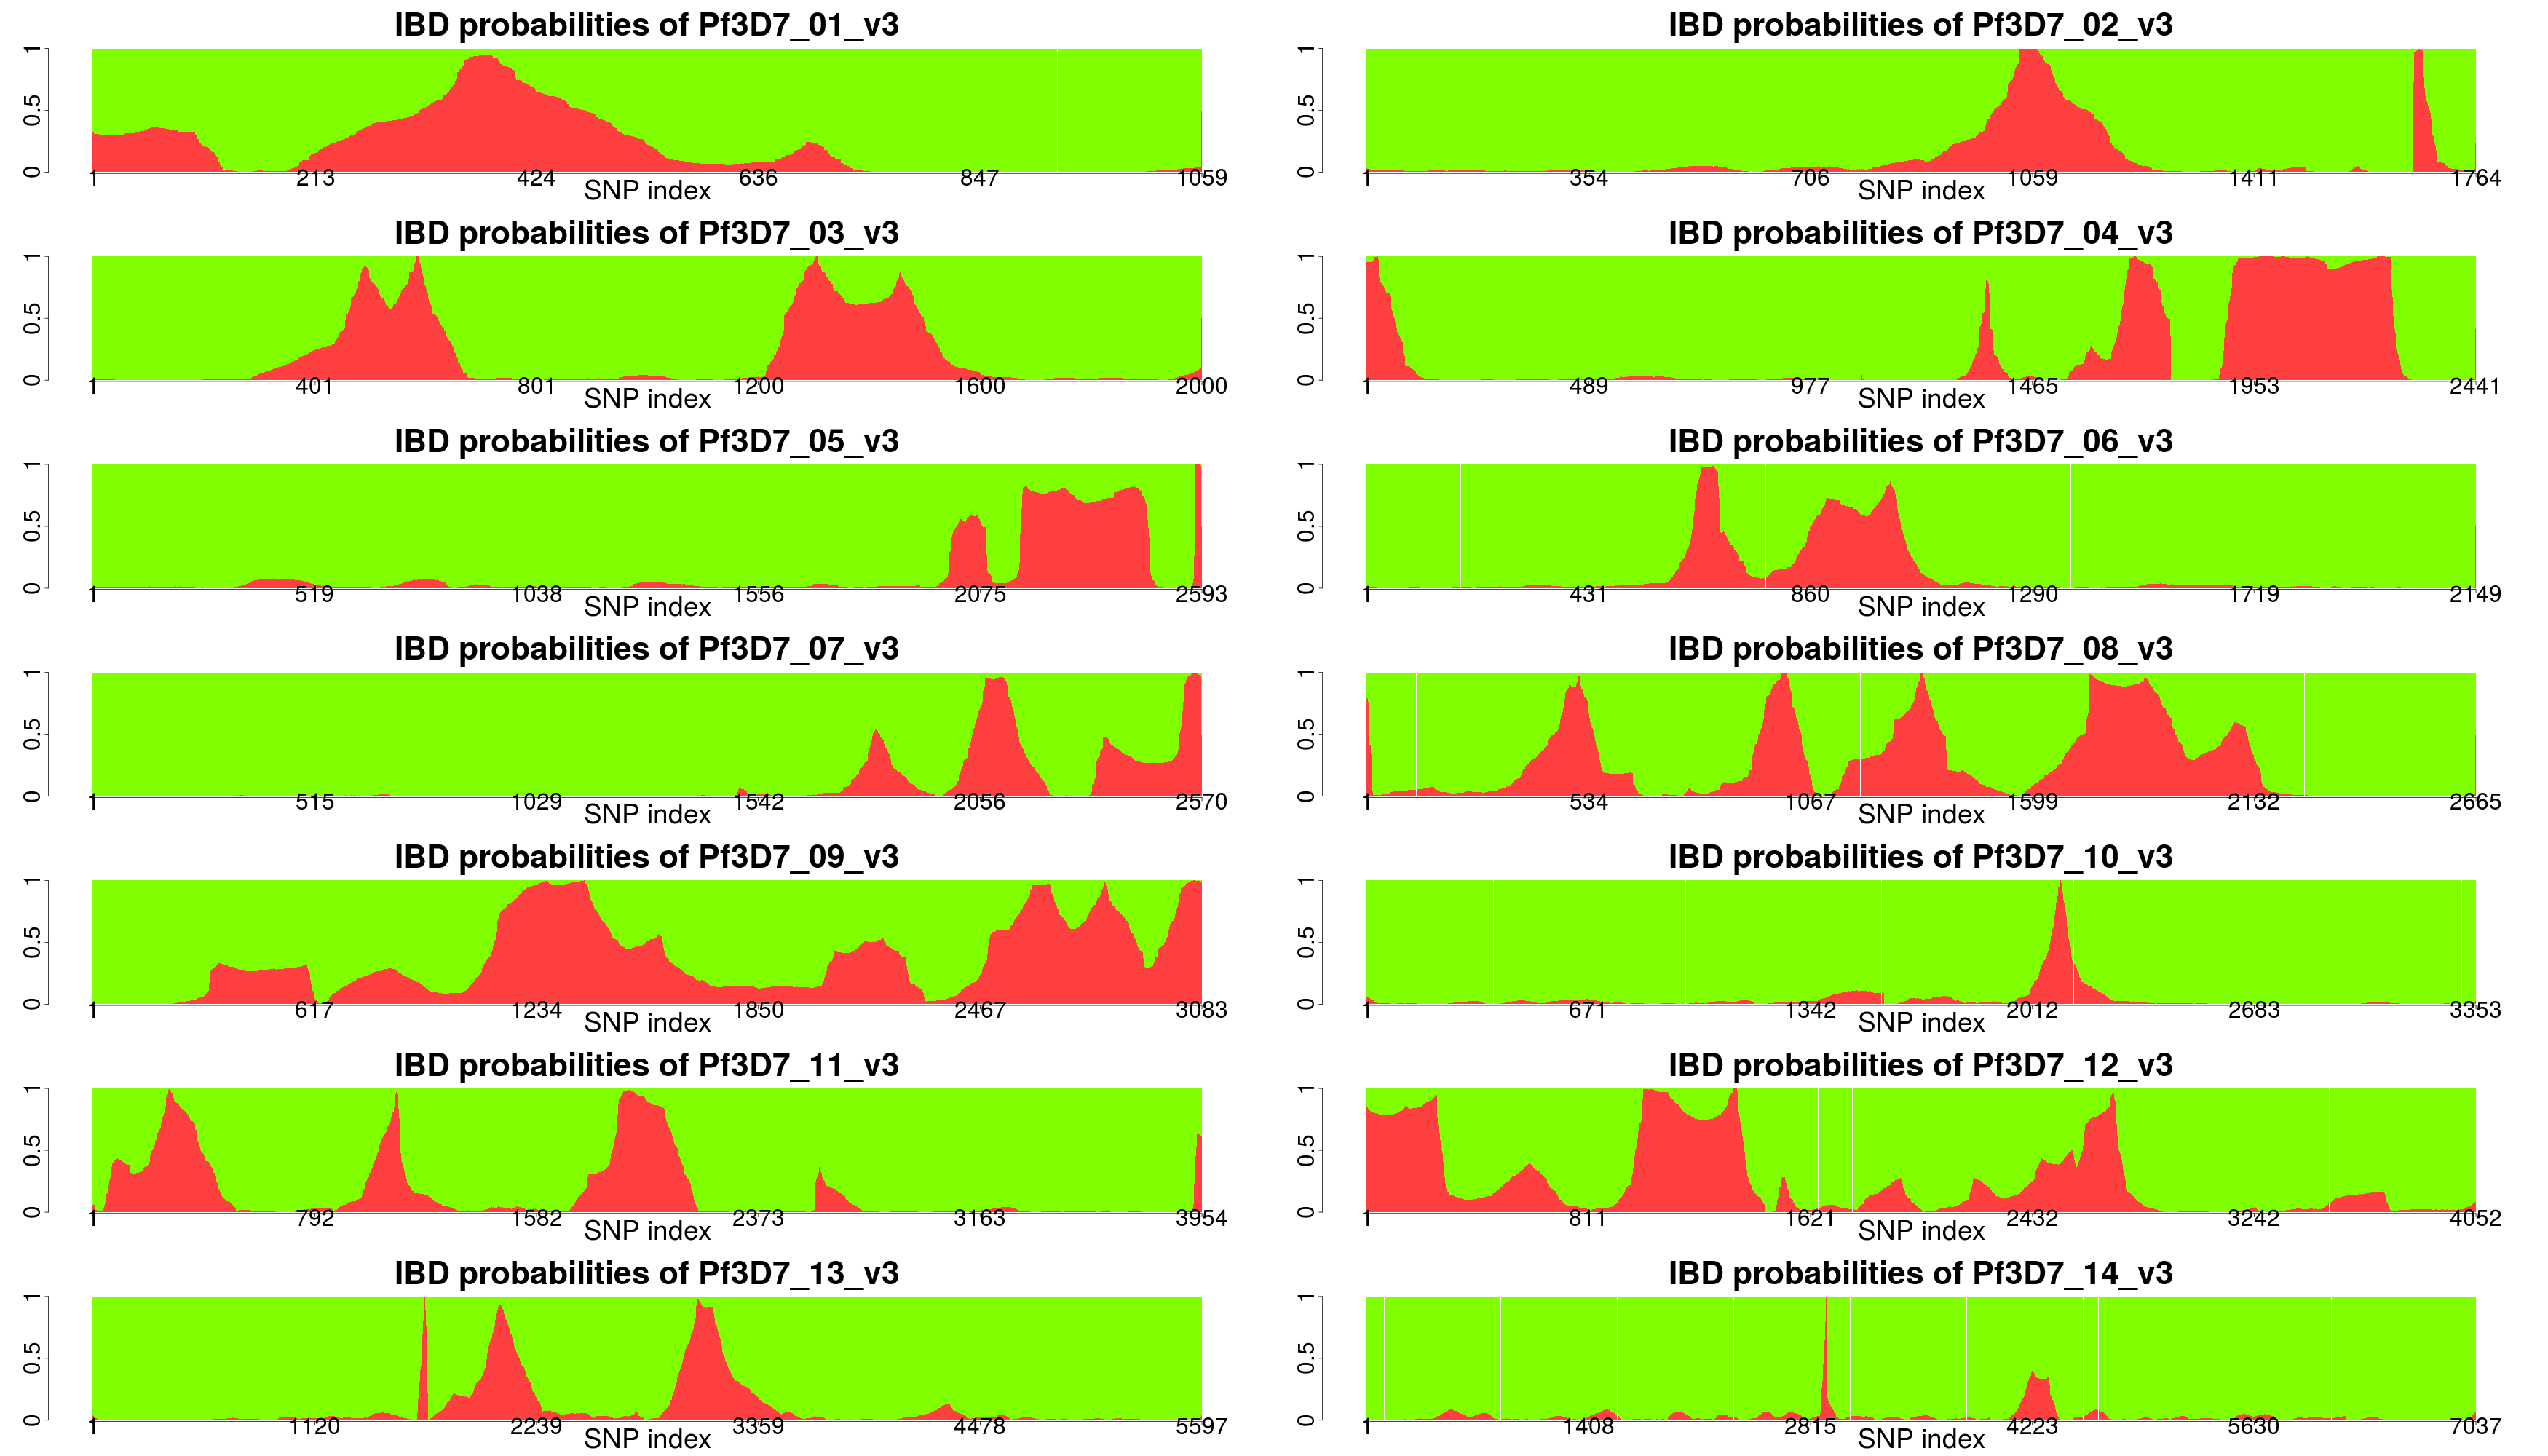 IBD probabilities of Pf3D7_01_v3
0 0.5 1
1 213 424 636 847 1059
SNP index
IBD probabilities of Pf3D7_02_v3
0 0.5 1
1 354 706 1059 1411 1764
SNP index
IBD probabilities of Pf3D7_03_v3
0 0.5 1
1 401 801 1200 1600 2000
SNP index
IBD probabilities of Pf3D7_04_v3
0 0.5 1
1 489 977 1465 1953 2441
SNP index
IBD probabilities of Pf3D7_05_v3
0 0.5 1
1 519 1038 1556 2075 2593
SNP index
IBD probabilities of Pf3D7_06_v3
0 0.5 1
1 431 860 1290 1719 2149
SNP index
IBD probabilities of Pf3D7_07_v3
0 0.5 1
1 515 1029 1542 2056 2570
SNP index
IBD probabilities of Pf3D7_08_v3
0 0.5 1
1 534 1067 1599 2132 2665
SNP index
IBD probabilities of Pf3D7_09_v3
0 0.5 1
1 617 1234 1850 2467 3083
SNP index
IBD probabilities of Pf3D7_10_v3
0 0.5 1
1 671 1342 2012 2683 3353
SNP index
IBD probabilities of Pf3D7_11_v3
0 0.5 1
1 792 1582 2373 3163 3954
SNP index
IBD probabilities of Pf3D7_12_v3
0 0.5 1
1 811 1621 2432 3242 4052
SNP index
IBD probabilities of Pf3D7_13_v3
0 0.5 1
1 1120 2239 3359 4478 5597
SNP index
IBD probabilities of Pf3D7_14_v3
0 0.5 1
1 1408 2815 4223 5630 7037
SNP index